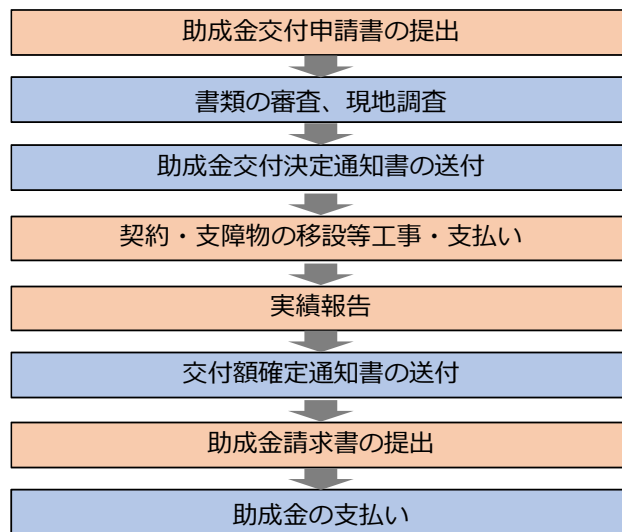 助成金交付申請書の提出
書類の審査、現地調査
助成金交付決定通知書の送付
契約・支障物の移設等工事・支払い
実績報告
交付額確定通知書の送付
助成金請求書の提出
助成金の支払い